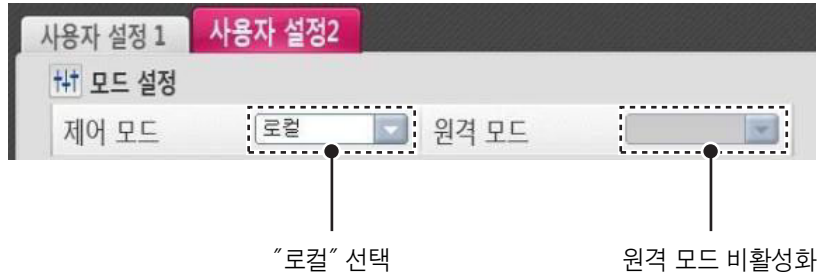 사용자 설정 1 사용자 설정2
모드 설정
제어 모드 로컬 원격 모드
″로컬″ 선택 원격 모드 비활성화